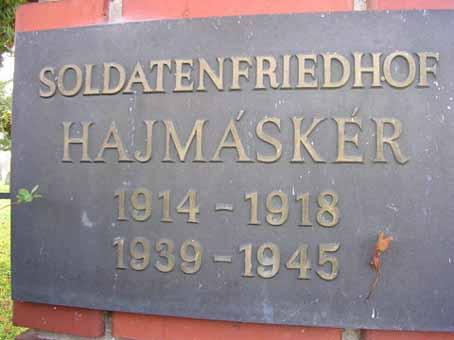 SOLDATENFRIEDHOF
HAJMÁSKÉR
1914 - 1918
1939 - 1945